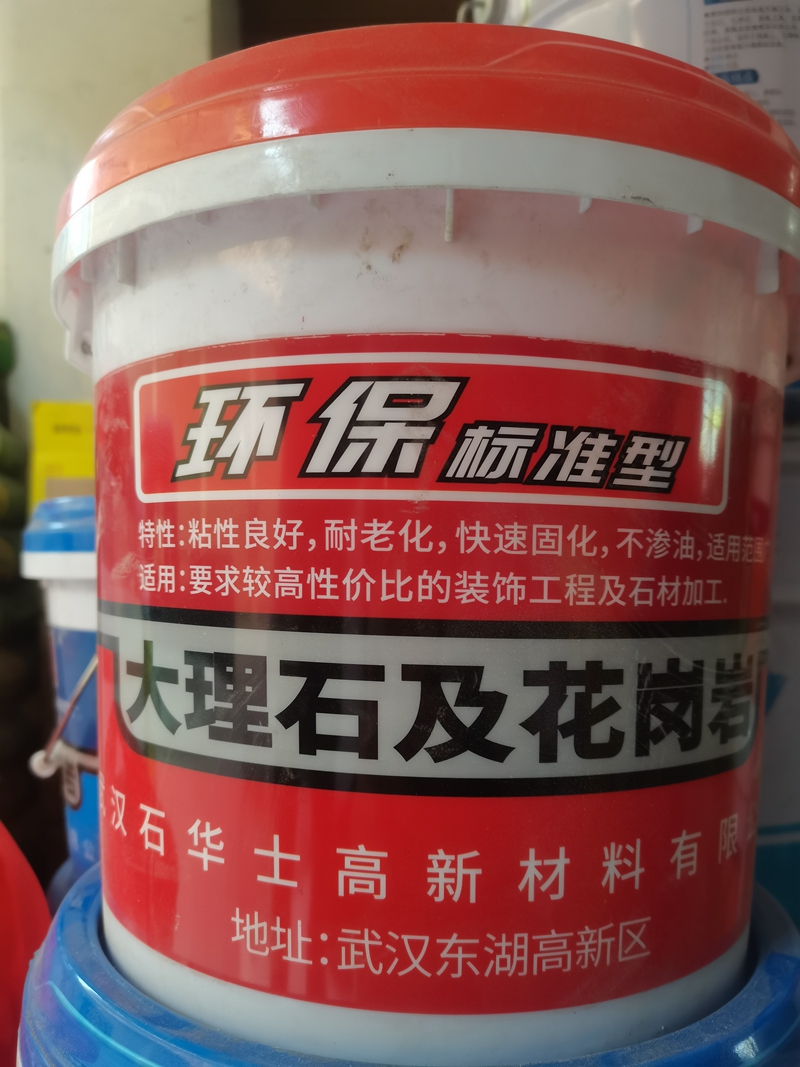 环保标准型
特性：粘性良好，耐老化，快速固化，不渗油，适用范围
适用：要求较高性价比的装饰工程及石材加工.
大理石及花岗岩
汉石华士高新材料有限
地址：武汉东湖高新区